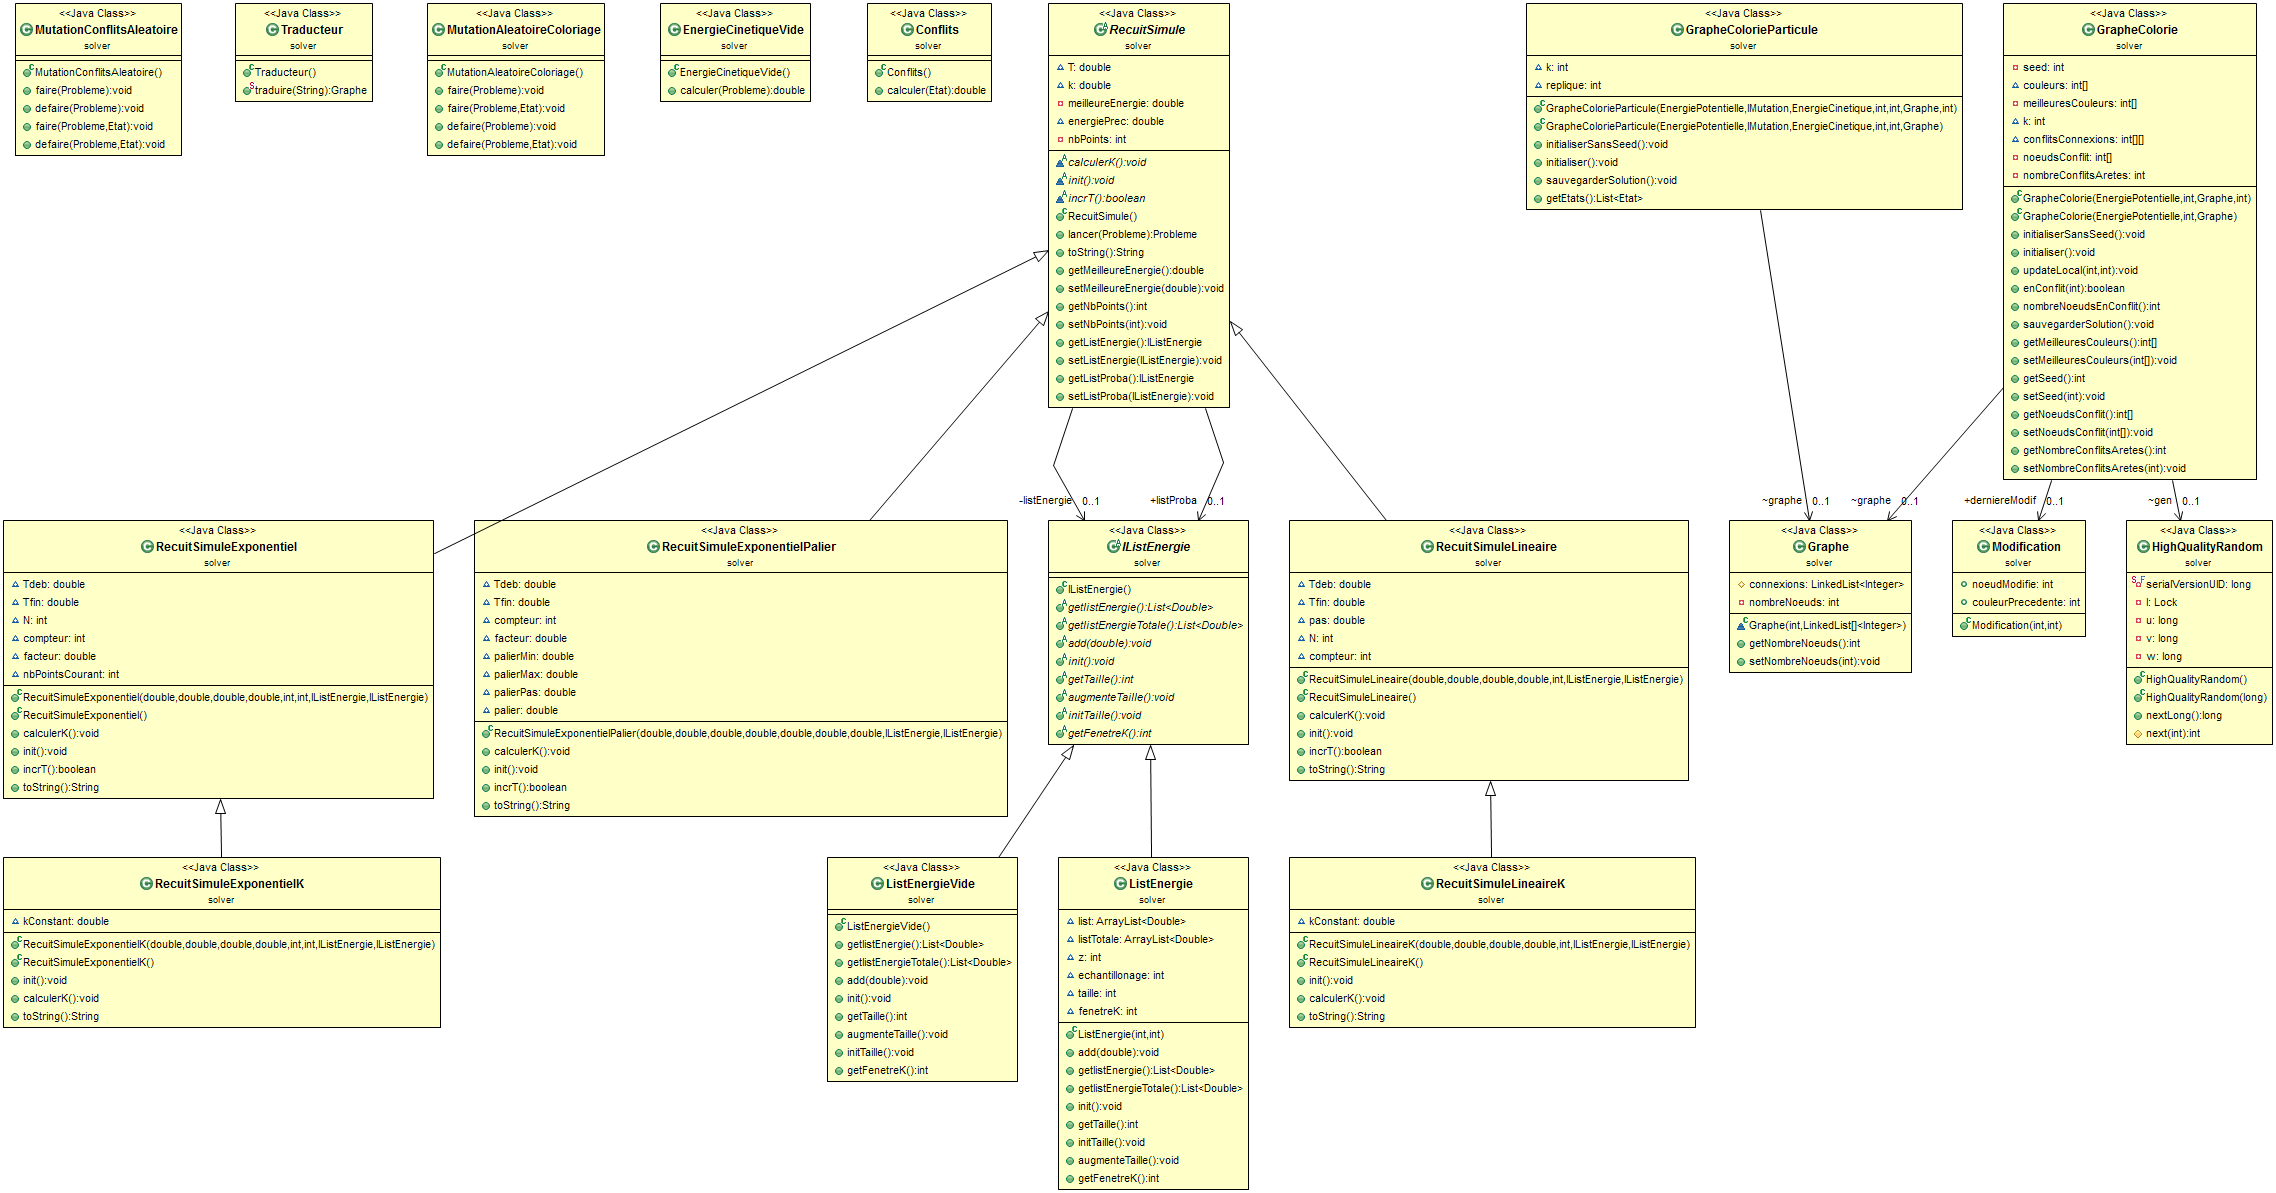 <<Java Class>>
MutationConflitsAleatoire
solver
MutationConflitsAleatoire()
faire(Probleme):void
defaire(Probleme):void
faire(Probleme,Etat):void
defaire(Probleme,Etat):void
<<Java Class>>
Traducteur
solver
Traducteur()
traduire(String):Graphe
<<Java Class>>
MutationAleatoireColoriage
solver
MutationAleatoireColoriage()
faire(Probleme):void
faire(Probleme,Etat):void
defaire(Probleme):void
defaire(Probleme,Etat):void
<<Java Class>>
EnergieCinetiqueVide
solver
EnergieCinetiqueVide()
calculer(Probleme):double
<<Java Class>>
Conflits
solver
Conflits()
calculer(Etat):double
<<Java Class>>
RecuitSimule
solver
T: double
k: double
meilleureEnergie: double
energiePrec: double
nbPoints: int
calculerK():void
init():void
incrT():boolean
RecuitSimule()
lancer(Probleme):Probleme
toString():String
getMeilleureEnergie():double
setMeilleureEnergie(double):void
getNbPoints():int
setNbPoints(int):void
getListEnergie():IListEnergie
setListEnergie(IListEnergie):void
getListProba():IListEnergie
setListProba(IListEnergie):void
<<Java Class>>
GrapheColorieParticule
solver
k: int
replique: int
GrapheColorieParticule(EnergiePotentielle,IMutation,EnergieCinetique,int,int,Graphe,int)
GrapheColorieParticule(EnergiePotentielle,IMutation,EnergieCinetique,int,int,Graphe)
initialiserSansSeed():void
initialiser():void
sauvegarderSolution():void
getEtats():List<Etat>
<<Java Class>>
GrapheColorie
solver
seed: int
couleurs: int[]
meilleuresCouleurs: int[]
k: int
conflitsConnexions: int[][]
noeudsConflit: int[]
nombreConflitsAretes: int
GrapheColorie(EnergiePotentielle,int,Graphe,int)
GrapheColorie(EnergiePotentielle,int,Graphe)
initialiserSansSeed():void
initialiser():void
updateLocal(int,int):void
enConflit(int):boolean
nombreNoeudsEnConflit():int
sauvegarderSolution():void
getMeilleuresCouleurs():int[]
setMeilleuresCouleurs(int[]):void
getSeed():int
setSeed(int):void
getNoeudsConflit():int[]
setNoeudsConflit(int[]):void
getNombreConflitsAretes():int
setNombreConflitsAretes(int):void
-listEnergie 0..1
+listProba 0..1
~graphe 0..1
~graphe 0..1
+derniereModif 0..1
~gen 0..1
<<Java Class>>
RecuitSimuleExponentiel
solver
Tdeb: double
Tfin: double
N: int
compteur: int
facteur: double
nbPointsCourant: int
RecuitSimuleExponentiel(double,double,double,double,int,int,IListEnergie,IListEnergie)
RecuitSimuleExponentiel()
calculerK():void
init():void
incrT():boolean
toString():String
<<Java Class>>
RecuitSimuleExponentielPalier
solver
Tdeb: double
Tfin: double
compteur: int
facteur: double
palierMin: double
palierMax: double
palierPas: double
palier: double
RecuitSimuleExponentielPalier(double,double,double,double,double,double,double,IListEnergie,IListEnergie)
calculerK():void
init():void
incrT():boolean
toString():String
<<Java Class>>
IListEnergie
solver
IListEnergie()
getlistEnergie():List<Double>
getlistEnergieTotale():List<Double>
add(double):void
init():void
getTaille():int
augmenteTaille():void
initTaille():void
getFenetreK():int
<<Java Class>>
RecuitSimuleLineaire
solver
Tdeb: double
Tfin: double
pas: double
N: int
compteur: int
RecuitSimuleLineaire(double,double,double,double,int,IListEnergie,IListEnergie)
RecuitSimuleLineaire()
calculerK():void
init():void
incrT():boolean
toString():String
<<Java Class>>
Graphe
solver
connexions: LinkedList<Integer>
nombreNoeuds: int
Graphe(int,LinkedList[]<Integer>)
getNombreNoeuds():int
setNombreNoeuds(int):void
<<Java Class>>
Modification
solver
noeudModifie: int
couleurPrecedente: int
Modification(int,int)
<<Java Class>>
HighQualityRandom
solver
serialVersionUID: long
l: Lock
u: long
v: long
w: long
HighQualityRandom()
HighQualityRandom(long)
nextLong():long
next(int):int
<<Java Class>>
RecuitSimuleExponentielK
solver
kConstant: double
RecuitSimuleExponentielK(double,double,double,double,int,int,IListEnergie,IListEnergie)
RecuitSimuleExponentielK()
init():void
calculerK():void
toString():String
<<Java Class>>
ListEnergieVide
solver
ListEnergieVide()
getlistEnergie():List<Double>
getlistEnergieTotale():List<Double>
add(double):void
init():void
getTaille():int
augmenteTaille():void
initTaille():void
getFenetreK():int
<<Java Class>>
ListEnergie
solver
list: ArrayList<Double>
listTotale: ArrayList<Double>
z: int
echantillonage: int
taille: int
fenetreK: int
ListEnergie(int,int)
add(double):void
getlistEnergie():List<Double>
getlistEnergieTotale():List<Double>
init():void
getTaille():int
initTaille():void
augmenteTaille():void
getFenetreK():int
<<Java Class>>
RecuitSimuleLineaireK
solver
kConstant: double
RecuitSimuleLineaireK(double,double,double,double,int,IListEnergie,IListEnergie)
RecuitSimuleLineaireK()
init():void
calculerK():void
toString():String